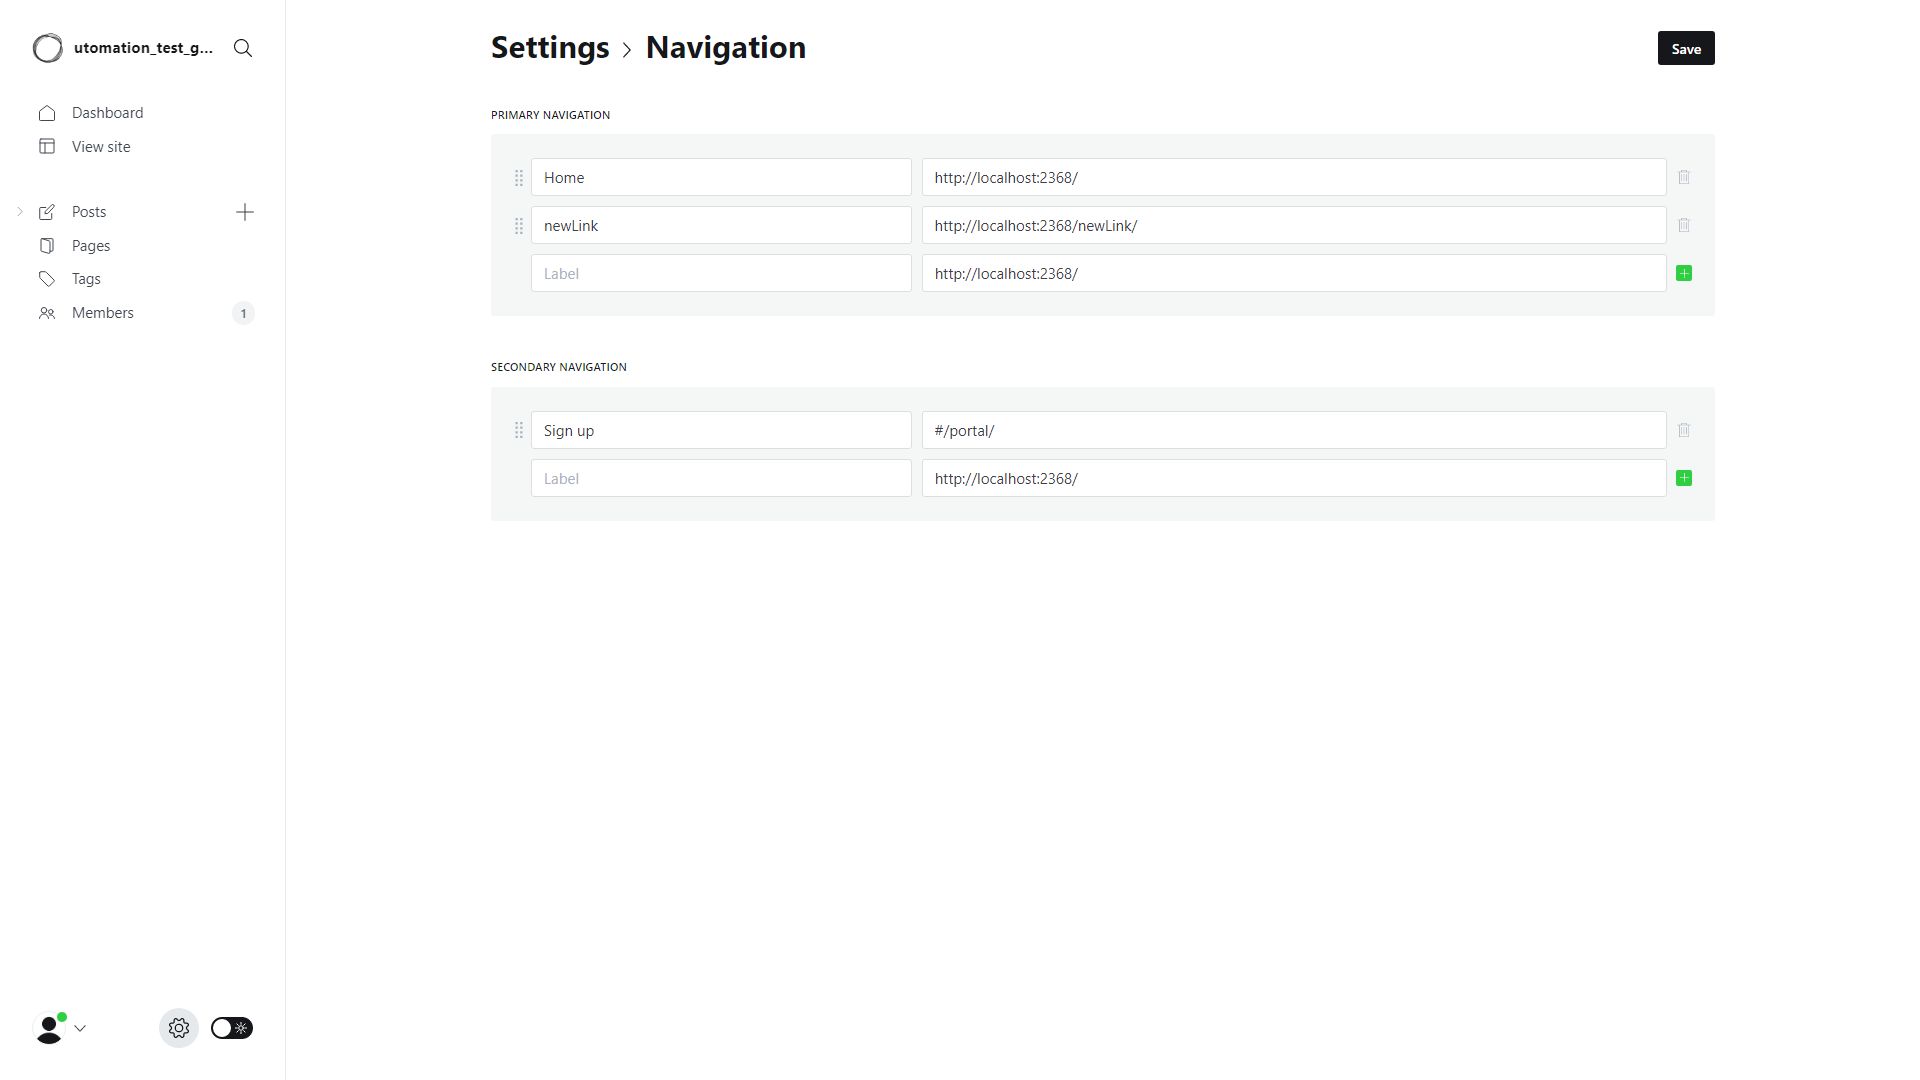 utomation_test_g...
Dashboard
View site
Posts
Pages
Tags
Members
1
Settings
Navigation
Save
PRIMARY NAVIGATION
Home
http://localhost:2368/
newLink
http://localhost:2368/newLink/
Label
http://localhost:2368/
SECONDARY NAVIGATION
Sign up
#/portal/
Label
http://localhost:2368/